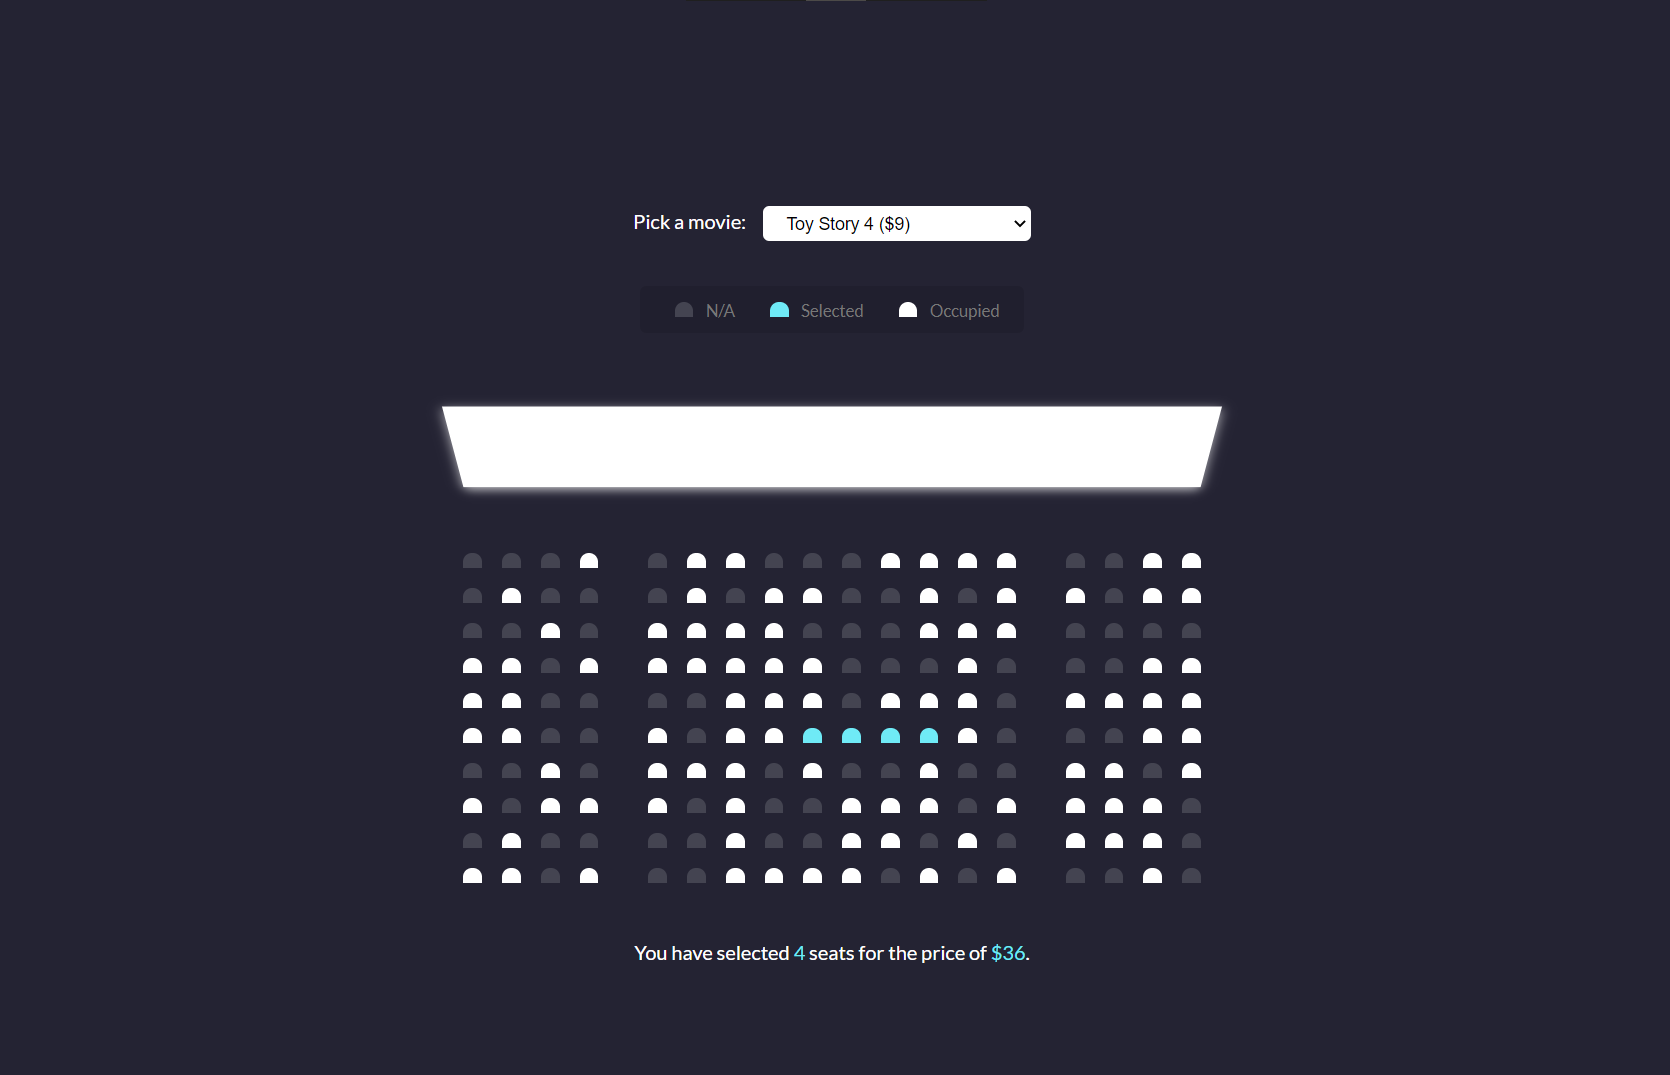 Pick a movie: Toy Story 4 ($9)
N/A Selected Occupied
You have selected 4 seats for the price of $36.